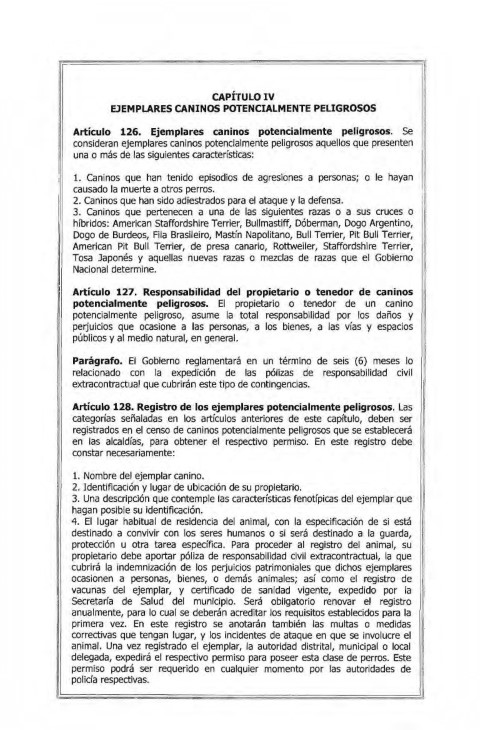 CAPÍTULO IV
EJEMPLARES CANINOS POTENCIALMENTE PELIGROSOS
Artículo 126. Ejemplares caninos potencialmente peligrosos. Se
consideran ejemplares caninos potencialmente peligrosos aquellos que presenten
una o más de las siguientes características:
1. Caninos que han tenido episodios de agresiones a personas; o le hayan
causado la muerte a otros perros.
2. Caninos que han sido adiestrados para el ataque y la defensa.
3. Caninos que pertenecen a una de las siguientes razas o a sus cruces o
híbridos: American Staffordshire Terrier, Bullmastiff, Dóberman, Dogo Argentino,
Dogo de Burdeos, Fila Brasileiro, Mastín Napolitano, Bull Terrier, Pit Bull Terrier,
American Pit Bull Terrier, de presa canario, Rottweiler, Staffordshire Terrier,
Tosa Japonés y aquellas nuevas razas o mezclas de razas que el Gobierno
Nacional determine.
Artículo 127. Responsabilidad del propietario o tenedor de caninos
potencialmente peligrosos. El propietario o tenedor de un canino
potencialmente peligroso, asume la total responsabilidad por los daños y
perjuicios que ocasione a las personas, a los bienes, a las vías y espacios
públicos y al medio natural, en general.
Parágrafo. El Gobierno reglamentará en un término de seis (6) meses lo
relacionado con la expedición de las pólizas de responsabilidad civil
extracontractual que cubrirán este tipo de contingencias.
Artículo 128. Registro de los ejemplares potencialmente peligrosos. Las
categorías señaladas en los artículos anteriores de este capítulo, deben ser
registrados en el censo de caninos potencialmente peligrosos que se establecerá
en las alcaldías, para obtener el respectivo permiso. En este registro debe
constar necesariamente:
1. Nombre del ejemplar canino.
2. Identificación y lugar de ubicación de su propietario.
3. Una descripción que contemple las características fenotípicas del ejemplar que
hagan posible su identificación.
4. El lugar habitual de residencia del animal, con la especificación de si está
destinado a convivir con los seres humanos o si será destinado a la guarda,
protección u otra tarea específica. Para proceder al registro del animal, su
propietario debe aportar póliza de responsabilidad civil extracontractual, la que
cubrirá la indemnización de los perjuicios patrimoniales que dichos ejemplares
ocasionen a personas, bienes, o demás animales; así como el registro de
vacunas del ejemplar, y certificado de sanidad vigente, expedido por la
Secretaría de Salud del municipio. Será obligatorio renovar el registro
anualmente, para lo cual se deberán acreditar los requisitos establecidos para la
primera vez. En este registro se anotarán también las multas o medidas
correctivas que tengan lugar, y los incidentes de ataque en que se involucre el
animal. Una vez registrado el ejemplar, la autoridad distrital, municipal o local
delegada, expedirá el respectivo permiso para poseer esta clase de perros. Este
permiso podrá ser requerido en cualquier momento por las autoridades de
policía respectivas.